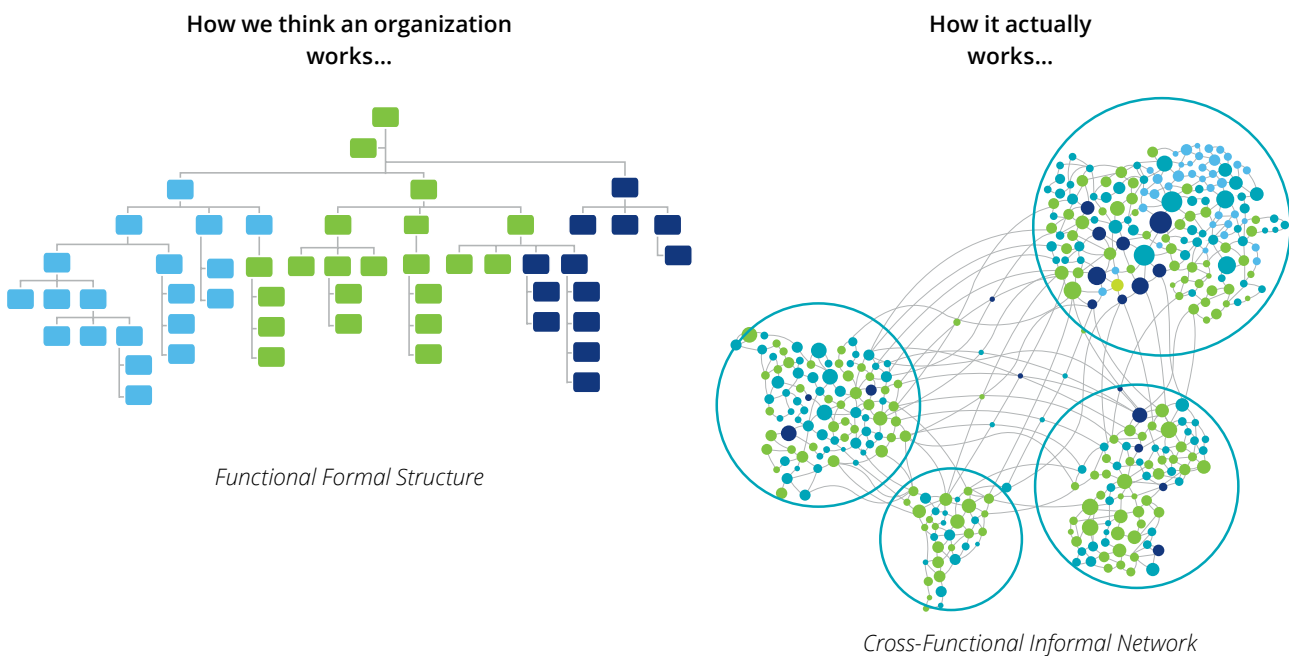 How we think an organization
works...
How it actually
works...
Functional Formal Structure
Cross-Functional Informal Network